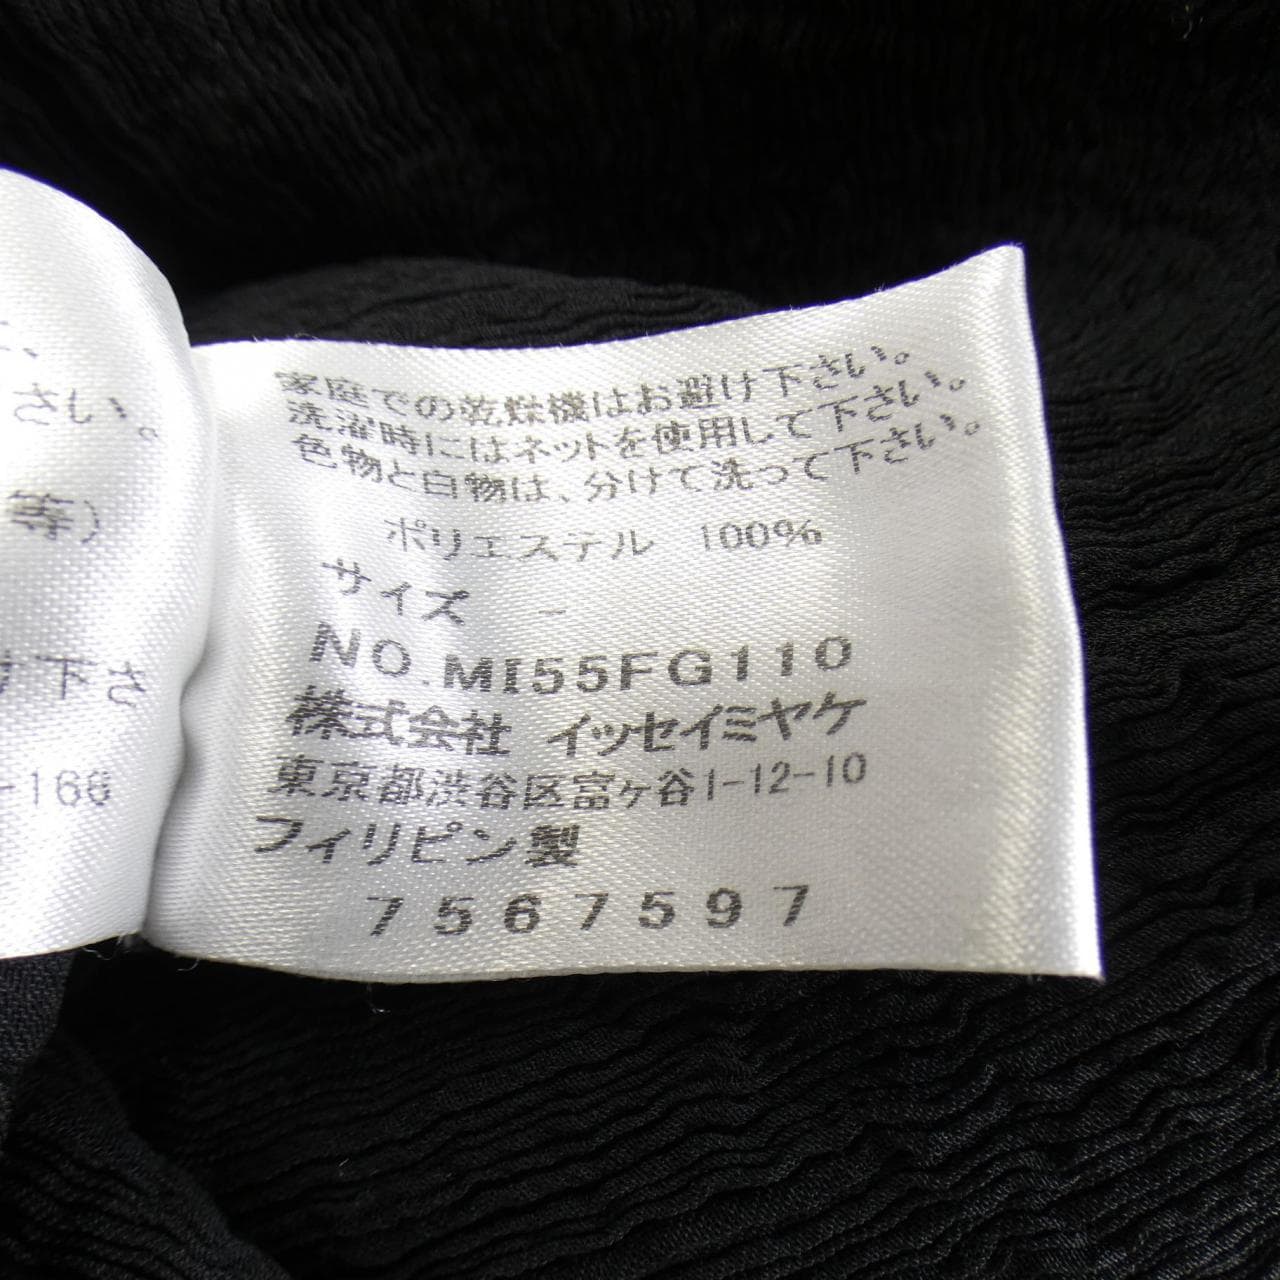 さい。
等)
け下さ
-166
家庭での乾燥機はお避け下さい。
洗濯時にはネットを使用して下さい。
色物と白物は、分けて洗って下さい。
ポリエステル 100%
サイズ -
NO.MI55FG110
株式会社 イッセイミヤケ
東京都渋谷区富ヶ谷1-12-10
フィリピン製
7567597